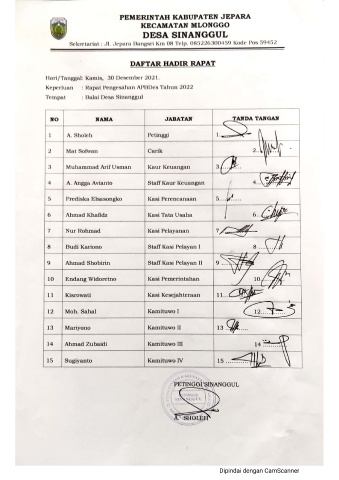 PEMERINTAH KABUPATEN JEPARA
KECAMATAN MLONGGO
DESA SINANGGUL
Sekretariat : Jl. Jepara Bangsri Km 08 Telp. 085226300459 Kode Pos 59452
DAFTAR HADIR RAPAT
Hari/Tanggal: Kamis, 30 Desember 2021.
Keperluan : Rapat Pengesahan APBDes Tahun 2022
Tempat : Balai Desa Sinanggul
NO NAMA JABATAN TANDA TANGAN
1 A. Sholeh Petinggi 1
2 Mat Sofwan Carik 2
3 Muhammad Arif Usman Kaur Keuangan 3
4 A. Angga Avianto Staff Kaur Keuangan 4
5 Frediska Elsasongko Kasi Perencanaan 5
6 Ahmad Khafidz Kasi Tata Usaha 6
7 Nur Rohmad Kasi Pelayanan 7
8 Budi Kariono Staff Kasi Pelayan I 8
9 Ahmad Shobirin Staff Kasi Pelayan II 9
10 Endang Widoretno Kasi Pemerintahan 10
11 Kiswowati Kasi Kesejahteraan 11
12 Moh. Sahal Kamituwo I 12
13 Mariyono Kamituwo II 13
14 Ahmad Zubaidi Kamituwo III 14
15 Sugiyanto Kamituwo IV 15
PETINGGI SINANGGUL
A. SHOLEH
Dipindai dengan CamScanner